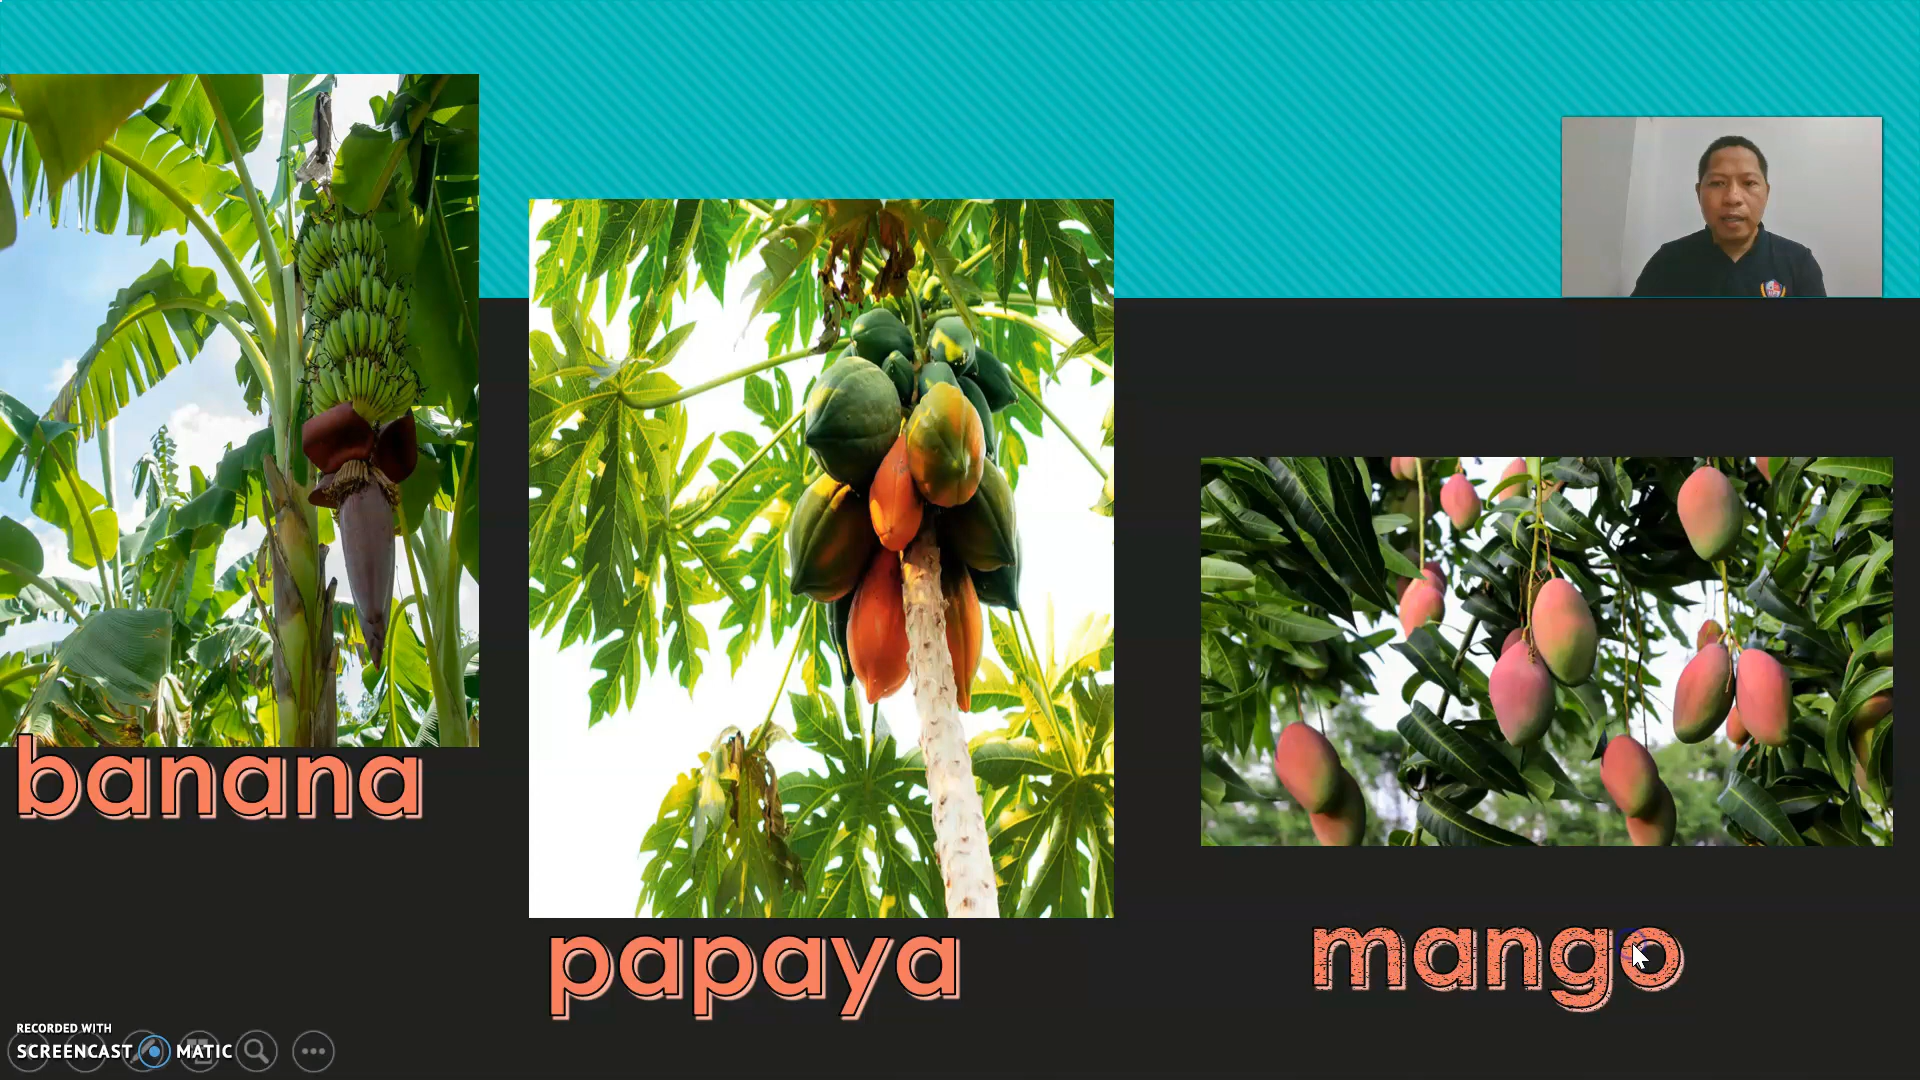 banana
papaya
mango
RECORDED WITH
SCREENCAST MATIC